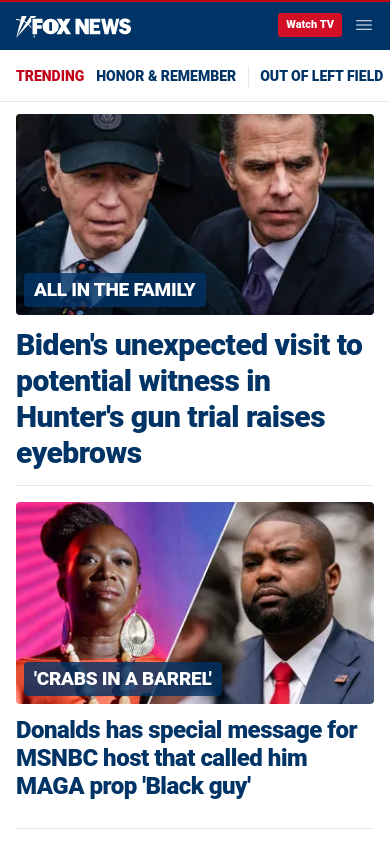 FOX NEWS
Watch TV
TRENDING HONOR & REMEMBER OUT OF LEFT FIELD
ALL IN THE FAMILY
Biden's unexpected visit to
potential witness in
Hunter's gun trial raises
eyebrows
'CRABS IN A BARREL'
Donalds has special message for
MSNBC host that called him
MAGA prop 'Black guy'